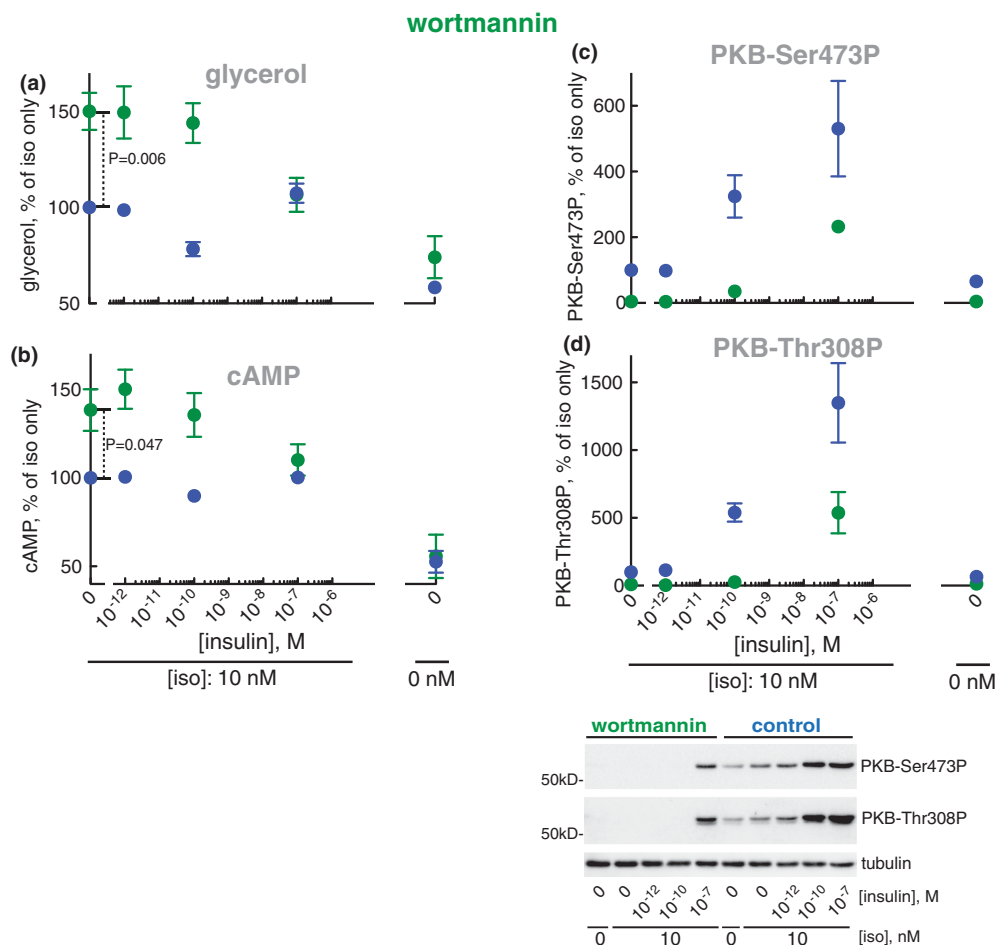 wortmannin
(a) glycerol
glycerol, % of iso only
150
100
50
P=0.006
(b) cAMP
cAMP, % of iso only
150
100
50
P=0.047
0 10⁻¹² 10⁻¹¹ 10⁻¹⁰ 10⁻⁹ 10⁻⁸ 10⁻⁷ 10⁻⁶ 0
[insulin], M
[iso]: 10 nM 0 nM
(c) PKB-Ser473P
PKB-Ser473P, % of iso only
600
400
200
0
(d) PKB-Thr308P
PKB-Thr308P, % of iso only
1500
1000
500
0
0 10⁻¹² 10⁻¹¹ 10⁻¹⁰ 10⁻⁹ 10⁻⁸ 10⁻⁷ 10⁻⁶ 0
[insulin], M
[iso]: 10 nM 0 nM
wortmannin control
50kD- PKB-Ser473P
50kD- PKB-Thr308P
tubulin
0 0 10⁻¹² 10⁻¹⁰ 10⁻⁷ 0 0 10⁻¹² 10⁻¹⁰ 10⁻⁷ [insulin], M
0 10 0 10 [iso], nM